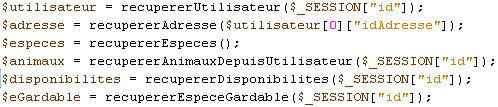 $utilisateur = recupererUtilisateur($_SESSION["id"]);
$adresse = recupererAdresse($utilisateur[0]["idAdresse"]);
$especes = recupererEspeces();
$animaux = recupererAnimauxDepuisUtilisateur($_SESSION["id"]);
$disponibilites = recupererDisponibilites($_SESSION["id"]);
$eGardable = recupererEspeceGardable($_SESSION["id"]);